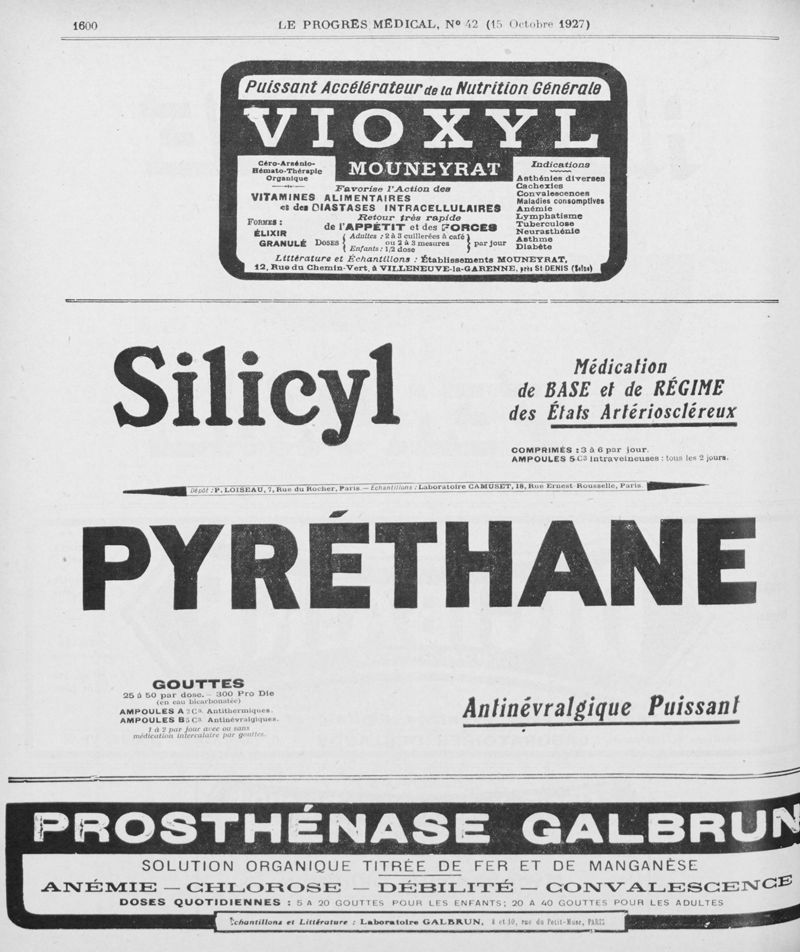 1600
LE PROGRÈS MÉDICAL, Nº 42 (15 Octobre 1927)
Puissant Accélérateur de la Nutrition Générale
VIOXYL
MOUNEYRAT
Céro-Arsénio-
Hémato-Thérapie
Organique
Favorise l'Action des
VITAMINES ALIMENTAIRES
et des DIASTASES INTRACELLULAIRES
Retour très rapide
de l'APPÉTIT et des FORCES
FORMES :
ÉLIXIR
GRANULÉ
DOSES
Adultes : 2 à 3 cuillerées à café
ou 2 à 3 mesures
Enfants : 1/2 dose
par jour
Indications
Asthénies diverses
Cachexies
Convalescences
Maladies consomptives
Anémie
Lymphatisme
Tuberculose
Neurasthénie
Asthme
Diabète
Littérature et Échantillons : Établissements MOUNEYRAT,
12, Rue du Chemin-Vert, à VILLENEUVE-la-GARENNE, près St DENIS (Seine)
Silicyl
Médication
de BASE et de RÉGIME
des États Artérioscléreux
COMPRIMÉS : 3 à 6 par jour.
AMPOULES 5 C³ intraveineuses : tous les 2 jours.
Dépôt : P. LOISEAU, 7, Rue du Rocher, Paris. — Échantillons : Laboratoire CAMUSET, 18, Rue Ernest-Rousselle, Paris.
PYRÉTHANE
GOUTTES
25 à 50 par dose. — 300 Pro Die
(en eau bicarbonatée)
AMPOULES A 2 C³. Antithermiques.
AMPOULES B 5 C³. Antinévralgiques.
1 à 2 par jour avec ou sans
médication intercalaire par gouttes.
Antinévralgique Puissant
PROSTHÉNASE GALBRUN
SOLUTION ORGANIQUE TITRÉE DE FER ET DE MANGANÈSE
ANÉMIE — CHLOROSE — DÉBILITÉ — CONVALESCENCE
DOSES QUOTIDIENNES : 5 A 20 GOUTTES POUR LES ENFANTS; 20 A 40 GOUTTES POUR LES ADULTES
Échantillons et Littérature : Laboratoire GALBRUN, 8 et 10, rue du Petit-Musc, PARIS